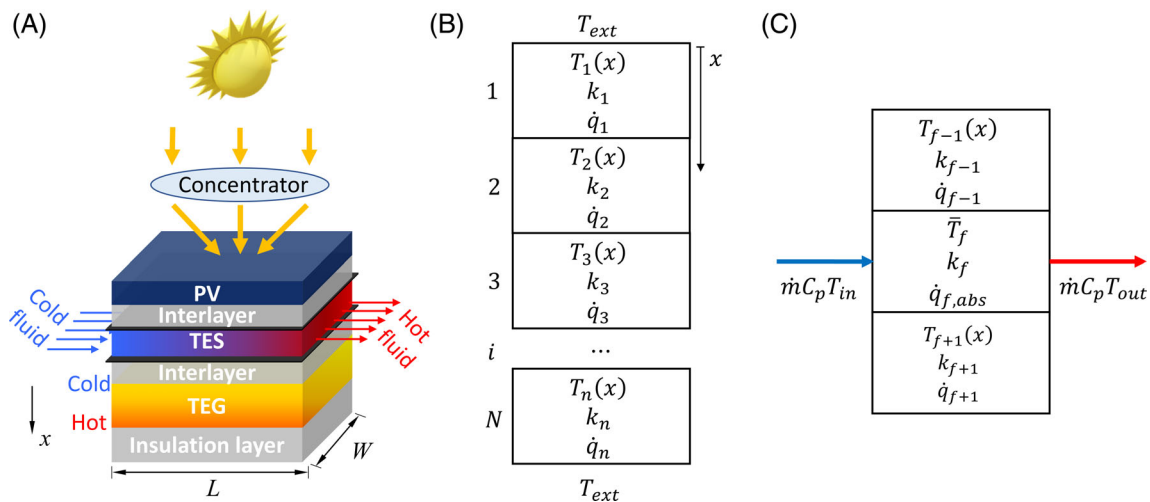 (A)
Concentrator
PV
Interlayer
TES
Interlayer
TEG
Insulation layer
Cold
fluid
Hot
fluid
Cold
Hot
x
L
W
(B)
T_ext
x
1
T_1(x)
k_1
q̇_1
2
T_2(x)
k_2
q̇_2
3
T_3(x)
k_3
q̇_3
i
...
N
T_n(x)
k_n
q̇_n
T_ext
(C)
T_{f−1}(x)
k_{f−1}
q̇_{f−1}
T̄_f
k_f
q̇_{f,abs}
T_{f+1}(x)
k_{f+1}
q̇_{f+1}
ṁC_pT_in
ṁC_pT_out